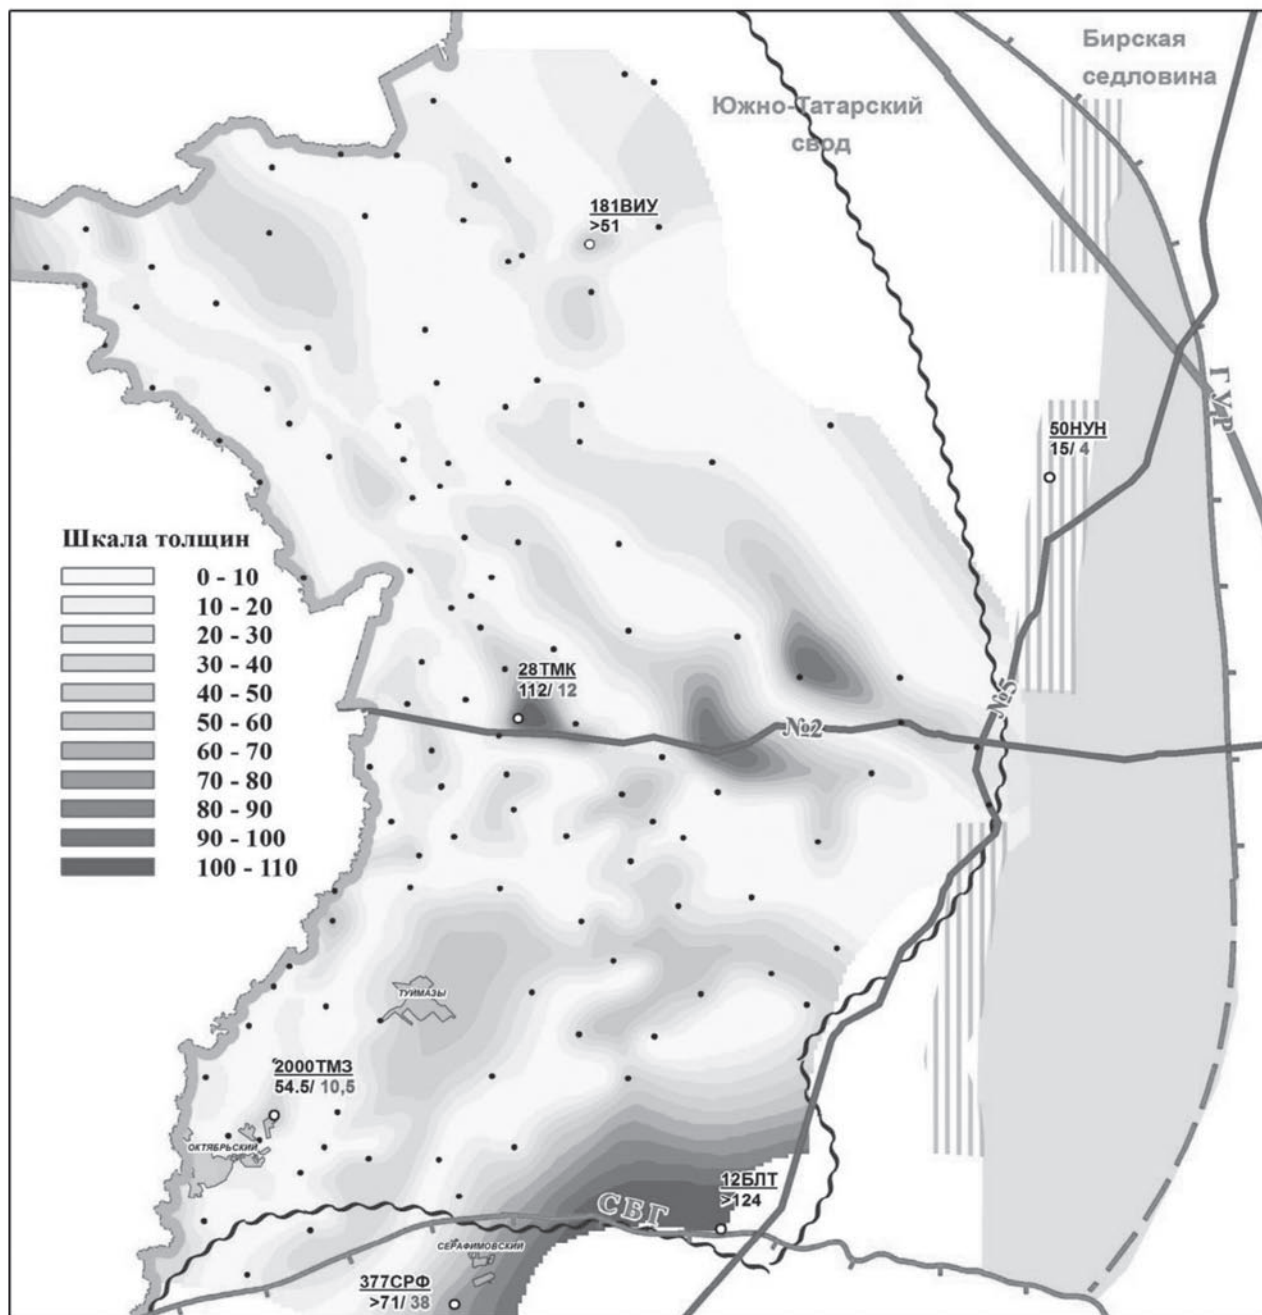 Бирская
седловина
Южно-Татарский
свод
181ВИУ
>51
ГУР
50НУН
15/ 4
Шкала толщин
0 - 10
10 - 20
20 - 30
30 - 40
40 - 50
50 - 60
60 - 70
70 - 80
80 - 90
90 - 100
100 - 110
28ТМК
112/ 12
№5
№2
ТУЙМАЗЫ
2000ТМЗ
54.5/ 10,5
ОКТЯБРЬСКИЙ
12БЛТ
>124
СБГ
СЕРАФИМОВСКИЙ
377СРФ
>71/ 38